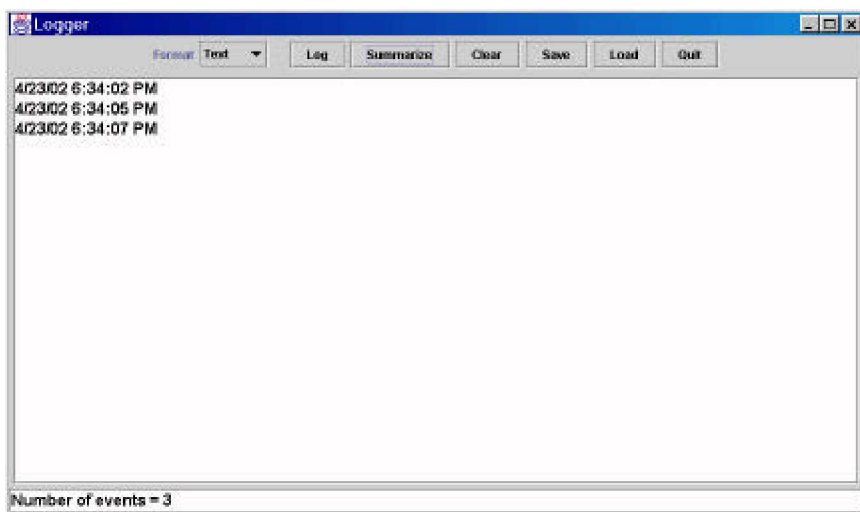 Logger
Format Text Log Summarize Clear Save Load Quit
4/23/02 6:34:02 PM
4/23/02 6:34:05 PM
4/23/02 6:34:07 PM
Number of events = 3